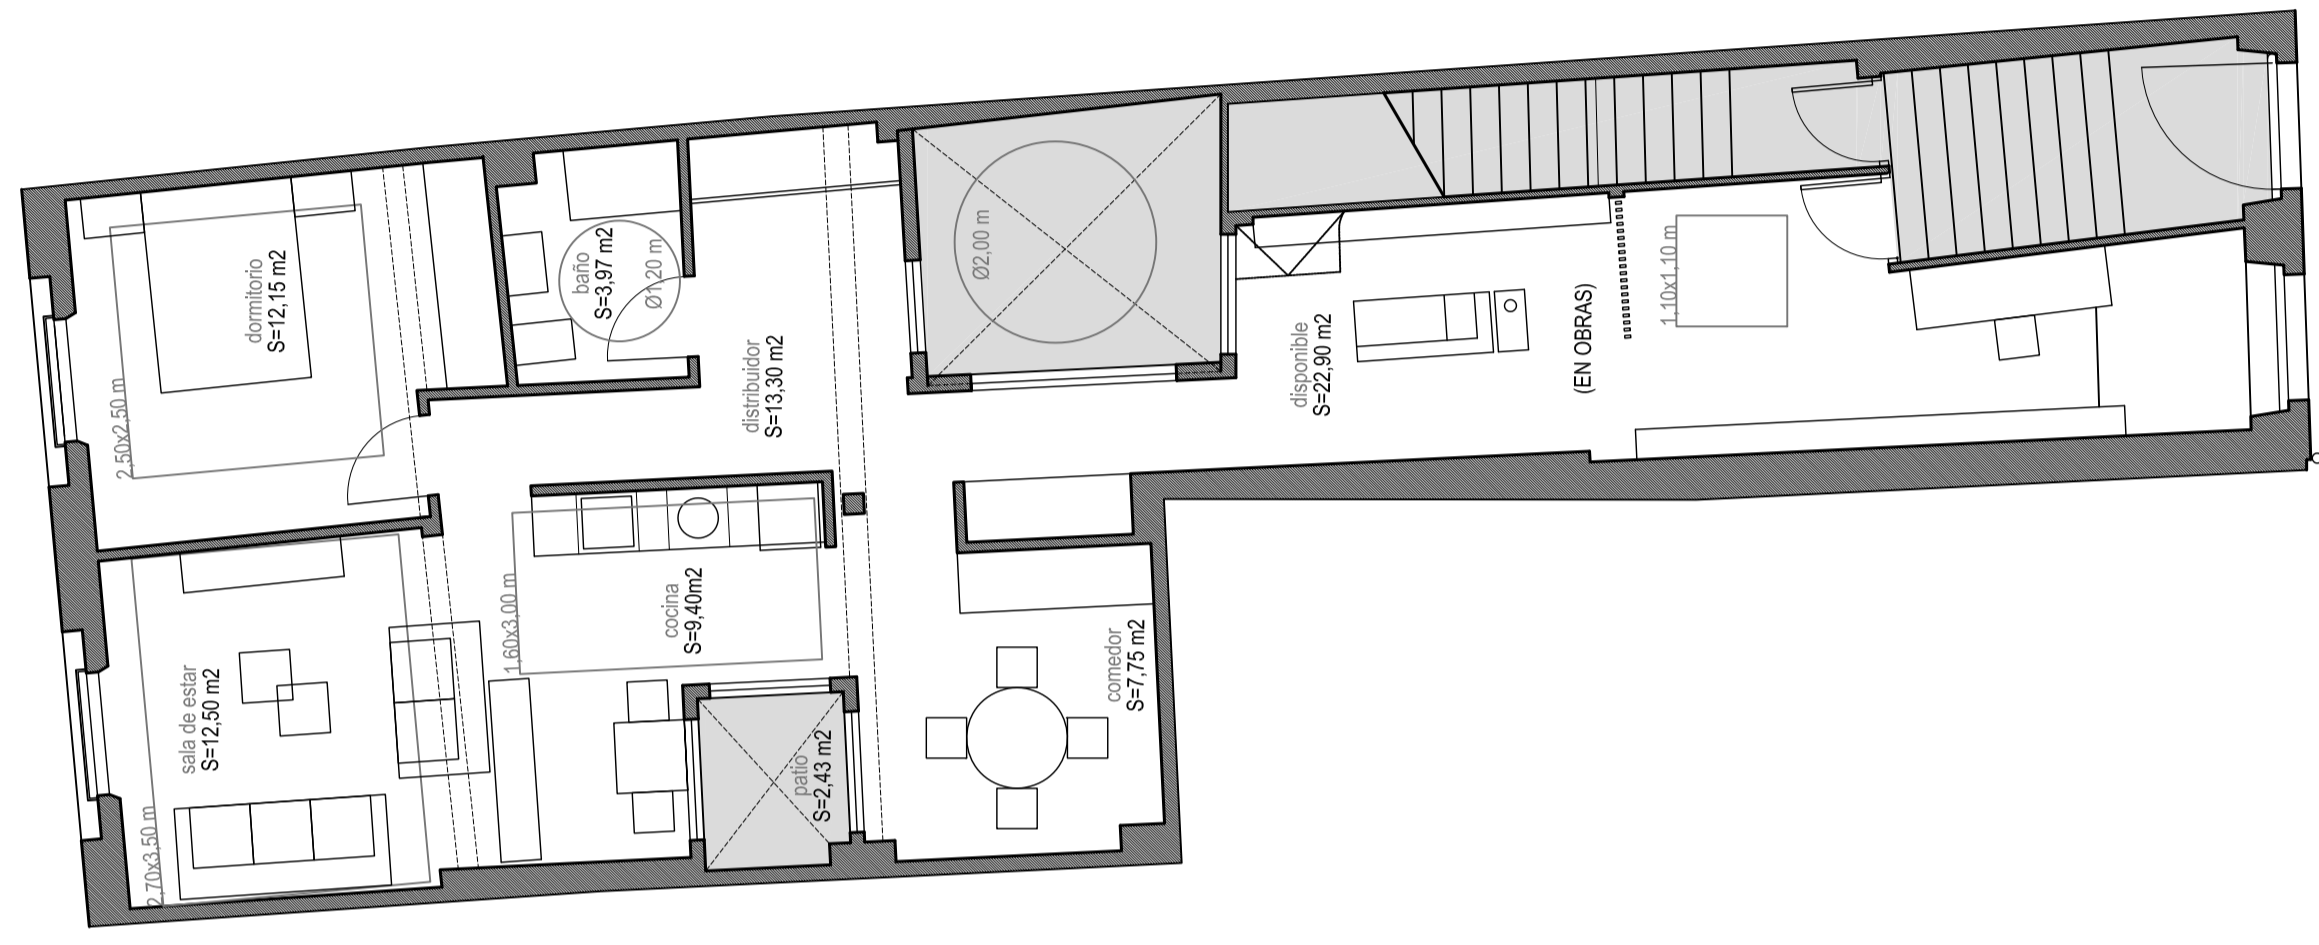 dormitorio
S=12,15 m2
2,50x2,50 m
baño
S=3,97 m2
Ø1,20 m
distribuidor
S=13,30 m2
Ø2,00 m
disponible
S=22,90 m2
(EN OBRAS)
1,10x1,10 m
sala de estar
S=12,50 m2
2,70x3,50 m
1,60x3,00 m
cocina
S=9,40m2
patio
S=2,43 m2
comedor
S=7,75 m2